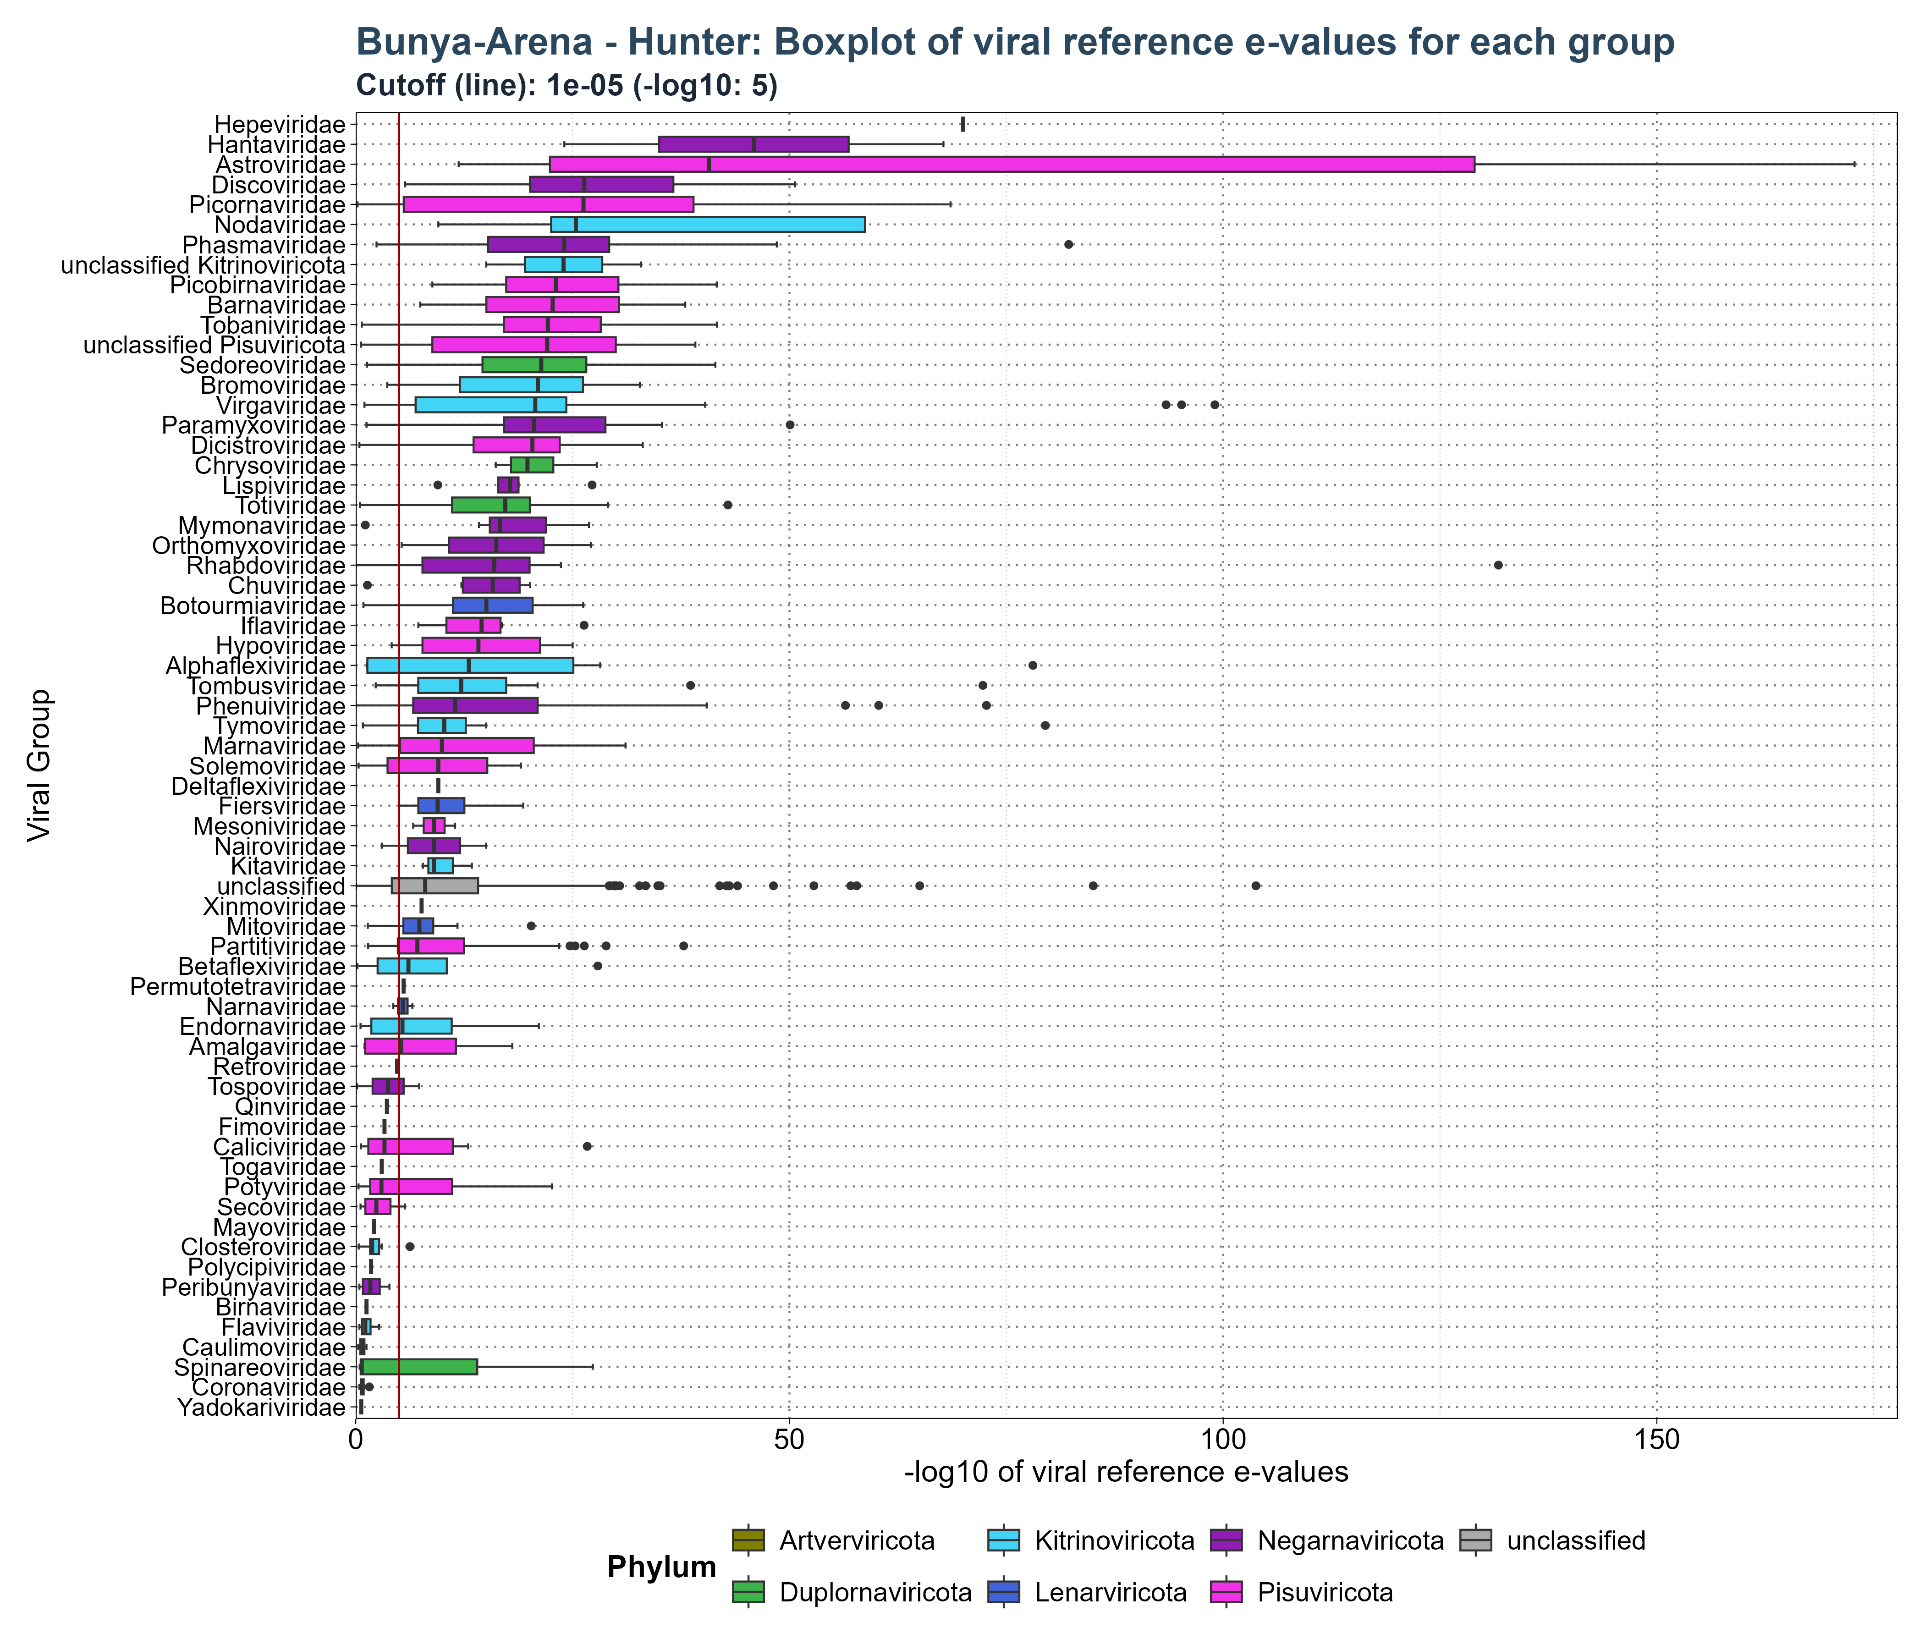 Bunya-Arena - Hunter: Boxplot of viral reference e-values for each group
Cutoff (line): 1e-05 (-log10: 5)
Viral Group
Hepeviridae
Hantaviridae
Astroviridae
Discoviridae
Picornaviridae
Nodaviridae
Phasmaviridae
unclassified Kitrinoviricota
Picobirnaviridae
Barnaviridae
Tobaniviridae
unclassified Pisuviricota
Sedoreoviridae
Bromoviridae
Virgaviridae
Paramyxoviridae
Dicistroviridae
Chrysoviridae
Lispiviridae
Totiviridae
Mymonaviridae
Orthomyxoviridae
Rhabdoviridae
Chuviridae
Botourmiaviridae
Iflaviridae
Hypoviridae
Alphaflexiviridae
Tombusviridae
Phenuiviridae
Tymoviridae
Marnaviridae
Solemoviridae
Deltaflexiviridae
Fiersviridae
Mesoniviridae
Nairoviridae
Kitaviridae
unclassified
Xinmoviridae
Mitoviridae
Partitiviridae
Betaflexiviridae
Permutotetraviridae
Narnaviridae
Endornaviridae
Amalgaviridae
Retroviridae
Tospoviridae
Qinviridae
Fimoviridae
Caliciviridae
Togaviridae
Potyviridae
Secoviridae
Mayoviridae
Closteroviridae
Polycipiviridae
Peribunyaviridae
Birnaviridae
Flaviviridae
Caulimoviridae
Spinareoviridae
Coronaviridae
Yadokariviridae
0 50 100 150
-log10 of viral reference e-values
Phylum
Artverviricota Kitrinoviricota Negarnaviricota unclassified
Duplornaviricota Lenarviricota Pisuviricota